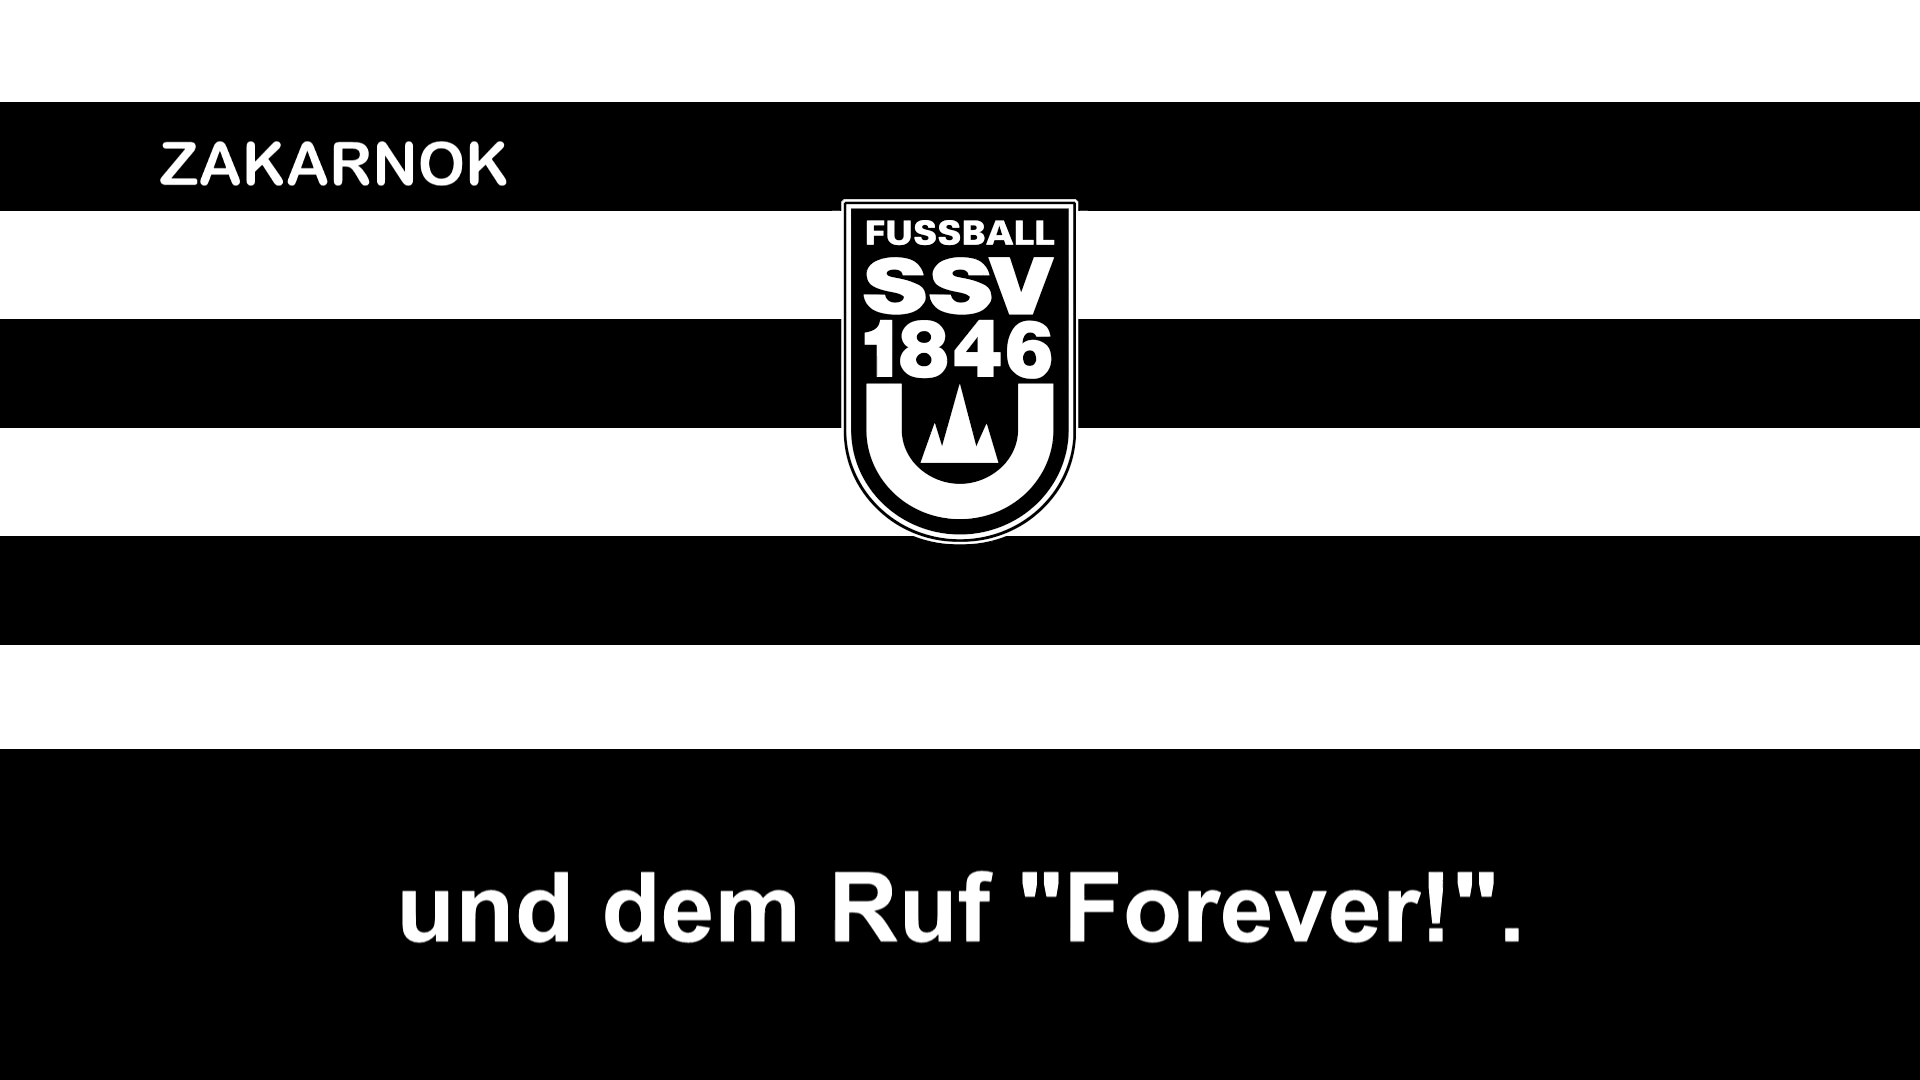 ZAKARNOK
FUSSBALL
SSV
1846
und dem Ruf "Forever!".